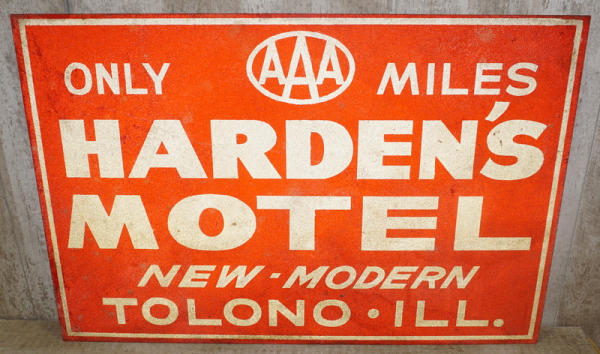 ONLY AAA MILES
HARDEN'S
MOTEL
NEW-MODERN
TOLONO • ILL.